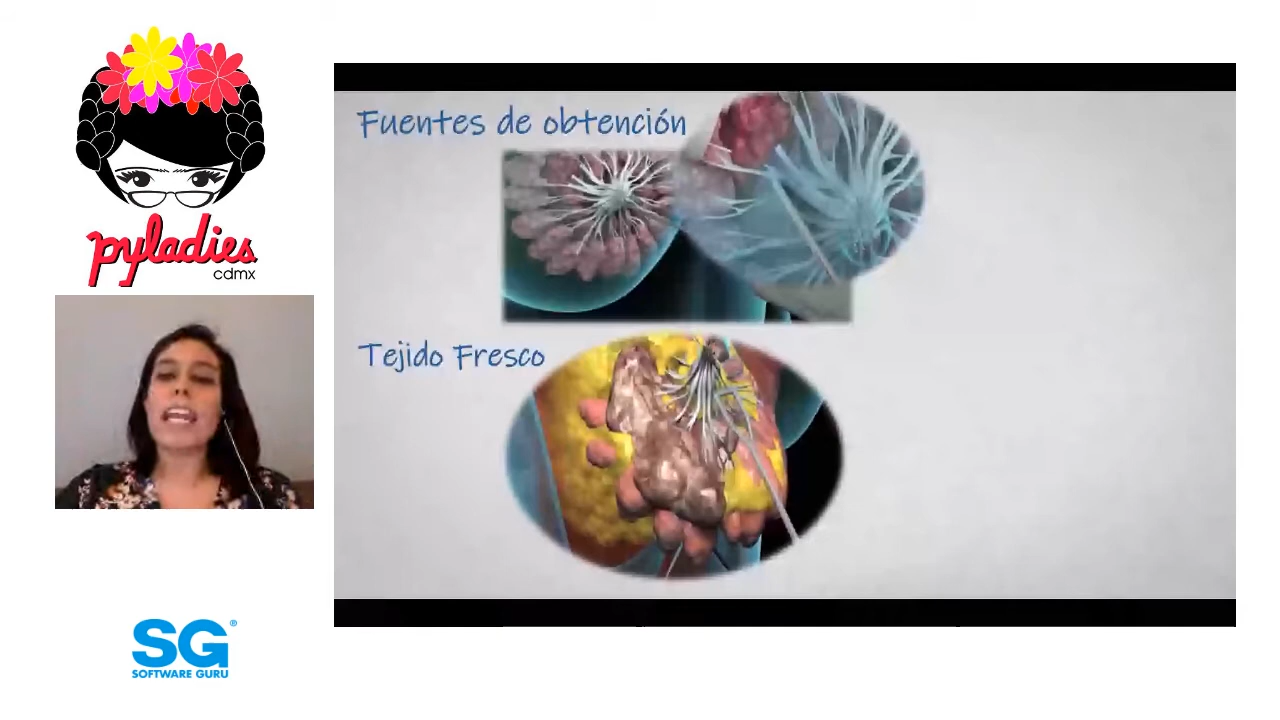 pyladies
cdmx
Fuentes de obtención
Tejido Fresco
SG®
SOFTWARE GURU